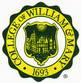 COLLEGE OF WILLIAM & MARY
• 1693 •